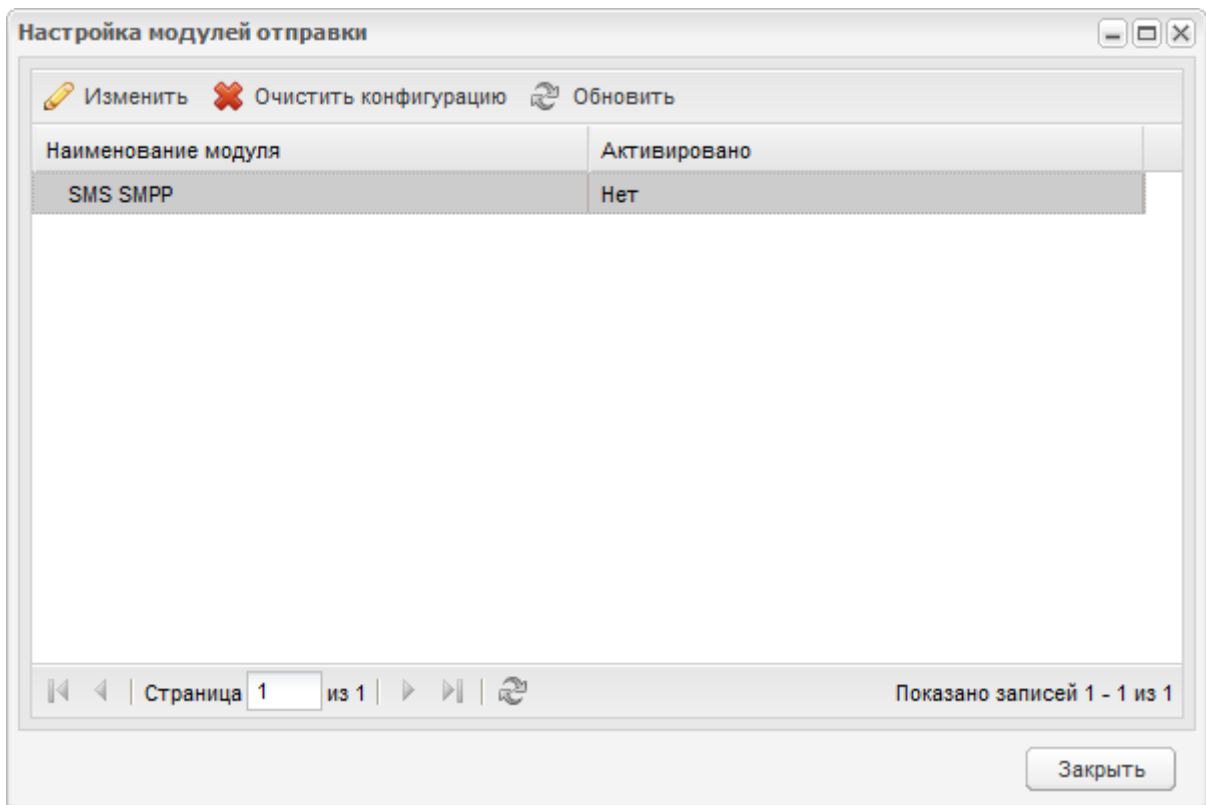 Настройка модулей отправки
Изменить Очистить конфигурацию Обновить
Наименование модуля Активировано
SMS SMPP Нет
Страница 1 из 1 Показано записей 1 - 1 из 1
Закрыть